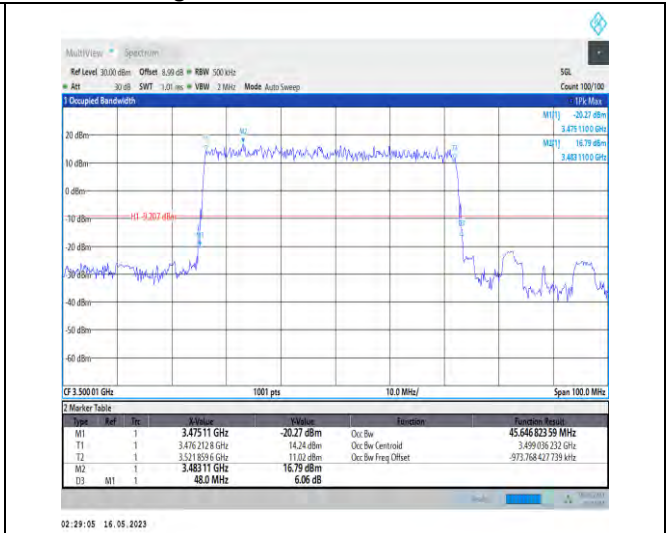 MultiView Spectrum
Ref Level 30.00 dBm Offset 8.99 dB RBW 500 kHz SGL
Att 30 dB SWT 1.01 ms VBW 2 MHz Mode Auto Sweep Count 100/100
1 Occupied Bandwidth 1Pk Max
M1[1] -20.27 dBm
3.475 1100 GHz
M2[1] 16.79 dBm
3.483 1100 GHz
M2
20 dBm
T1 T2
10 dBm
0 dBm
-10 dBm H1 -9.207 dBm
-20 dBm
-40 dBm
-50 dBm
-60 dBm
CF 3.500 01 GHz 1001 pts 10.0 MHz/ Span 100.0 MHz
2 Marker Table
Type Ref Trc X-Value Y-Value Function Function Result
M1 1 3.475 11 GHz -20.27 dBm Occ Bw 45.646 823 59 MHz
T1 1 3.476 212 8 GHz 14.24 dBm Occ Bw Centroid 3.499 036 232 GHz
T2 1 3.521 859 6 GHz 11.02 dBm Occ Bw Freq Offset -973.768 427 739 kHz
M2 1 3.483 11 GHz 16.79 dBm
D3 M1 1 48.0 MHz 6.06 dB
02:29:05 16.05.2023